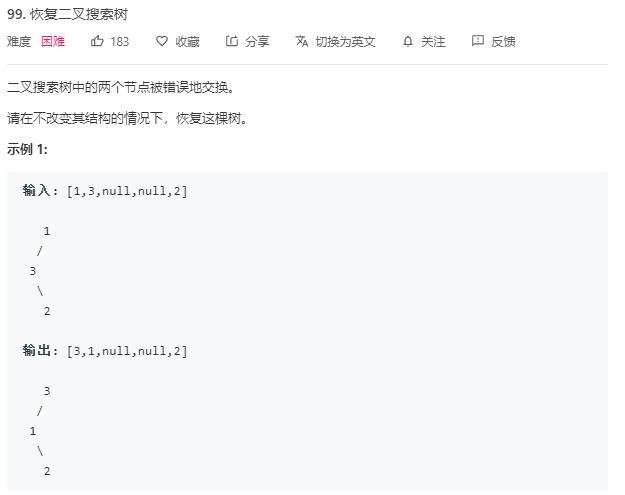 99. 恢复二叉搜索树
难度 困难 183 收藏 分享 切换为英文 关注 反馈
二叉搜索树中的两个节点被错误地交换。
请在不改变其结构的情况下，恢复这棵树。
示例 1:
输入: [1,3,null,null,2]
1
/
3
\
2
输出: [3,1,null,null,2]
3
/
1
\
2